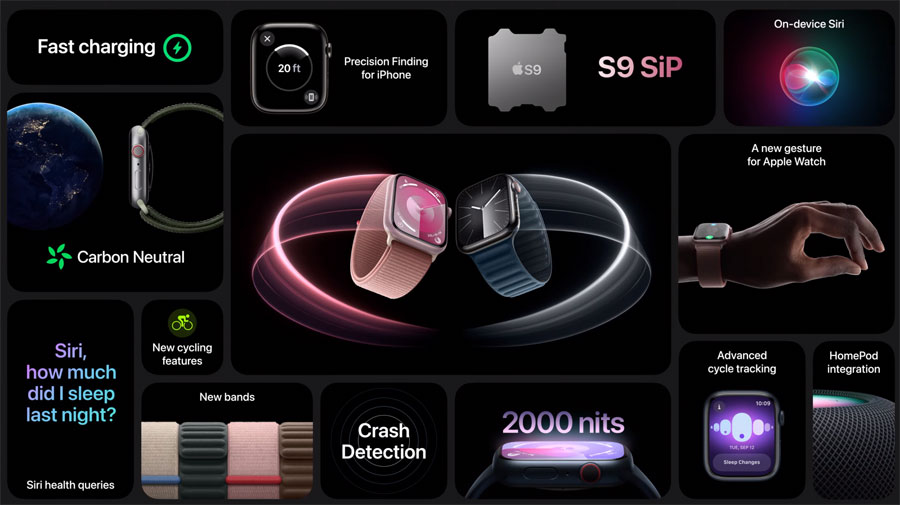 Fast charging
20 ft
Precision Finding
for iPhone
S9
S9 SiP
On-device Siri
Carbon Neutral
A new gesture
for Apple Watch
Siri,
how much
did I sleep
last night?
Siri health queries
New cycling
features
New bands
Crash
Detection
2000 nits
Advanced
cycle tracking
10:09
TUE, SEP 12
Sleep Changes
HomePod
integration